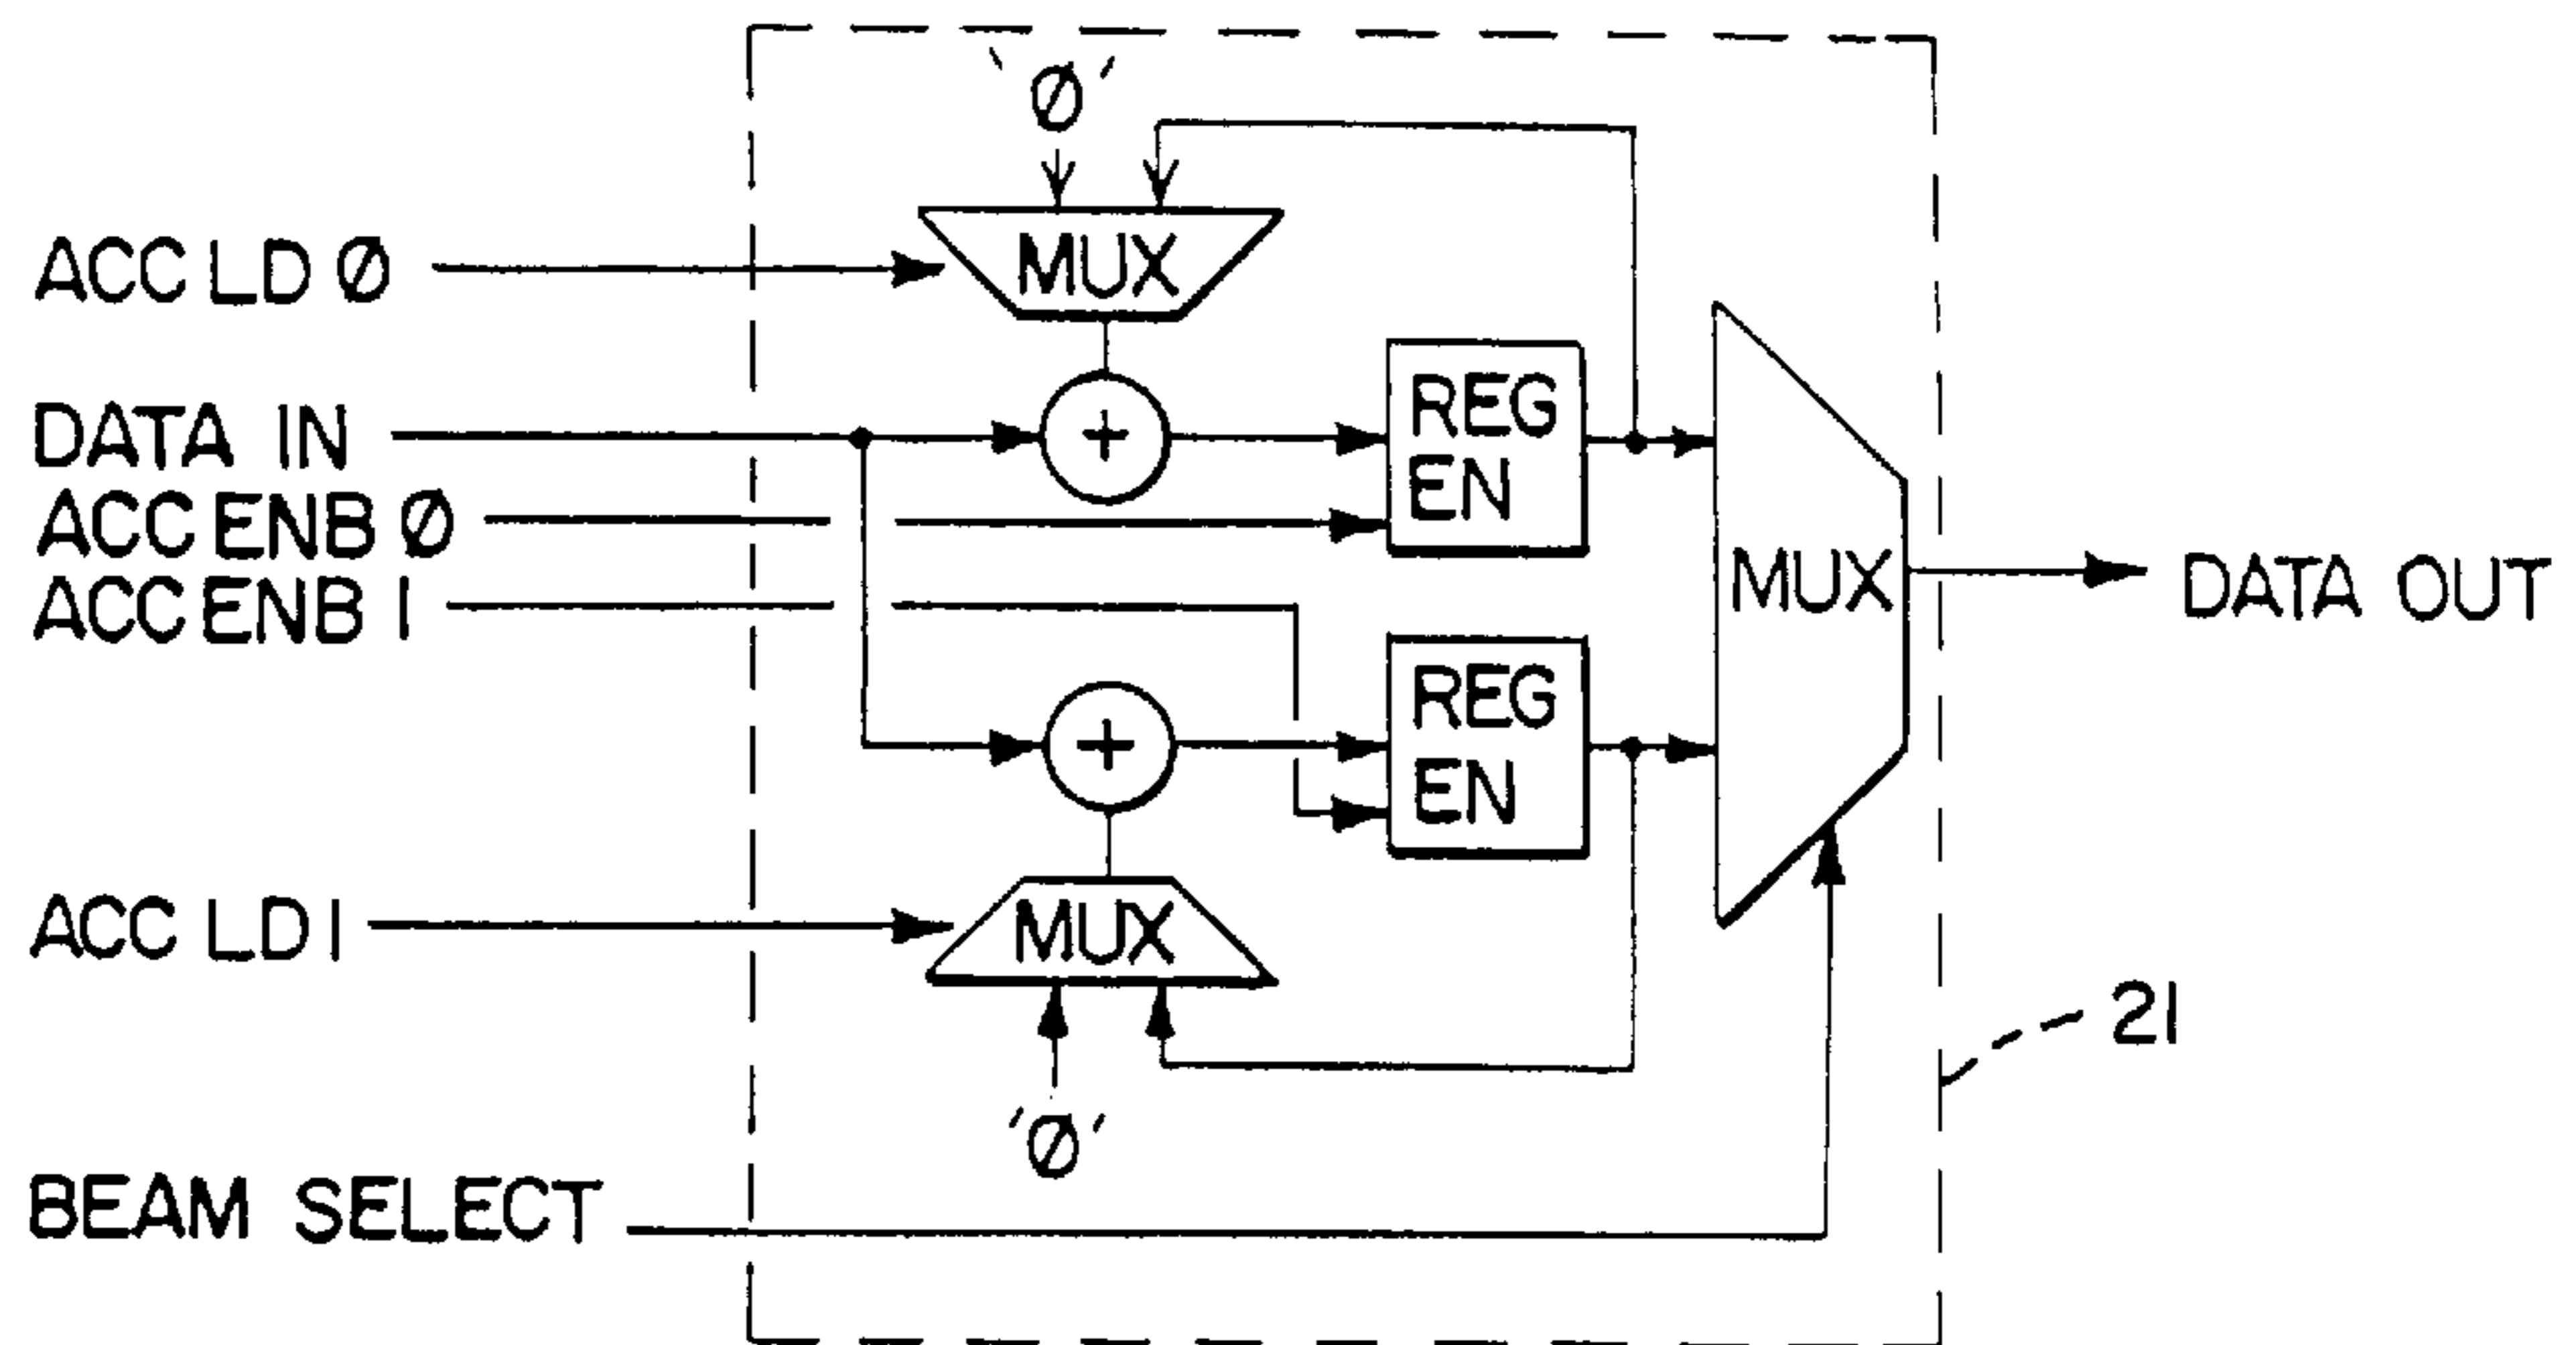 'Ø'
ACC LD Ø
MUX
DATA IN
REG
EN
ACC ENB Ø
ACC ENB 1
MUX
DATA OUT
REG
EN
ACC LD 1
MUX
21
'Ø'
BEAM SELECT